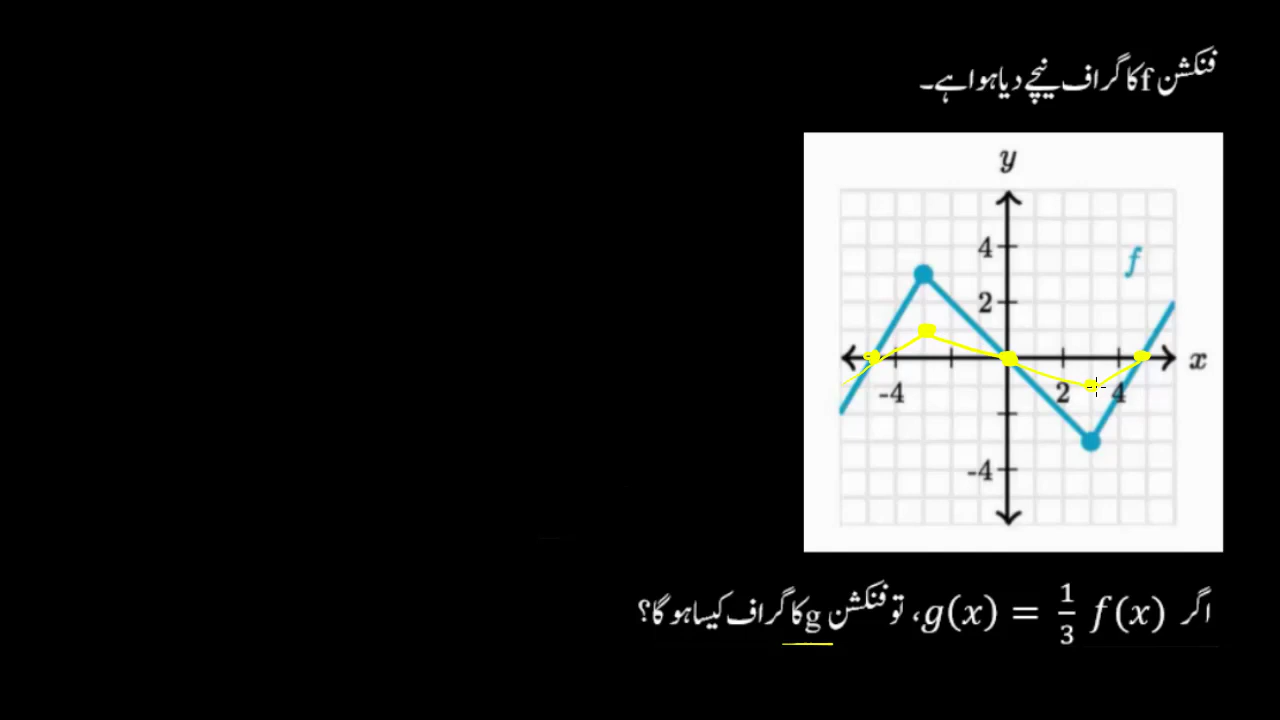 فنکشن f کا گراف نیچے دیا ہوا ہے۔
y
4
f
2
x
-4
2
4
-4
اگر g(x) = 1/3 f(x)، تو فنکشن g کا گراف کیسا ہو گا؟